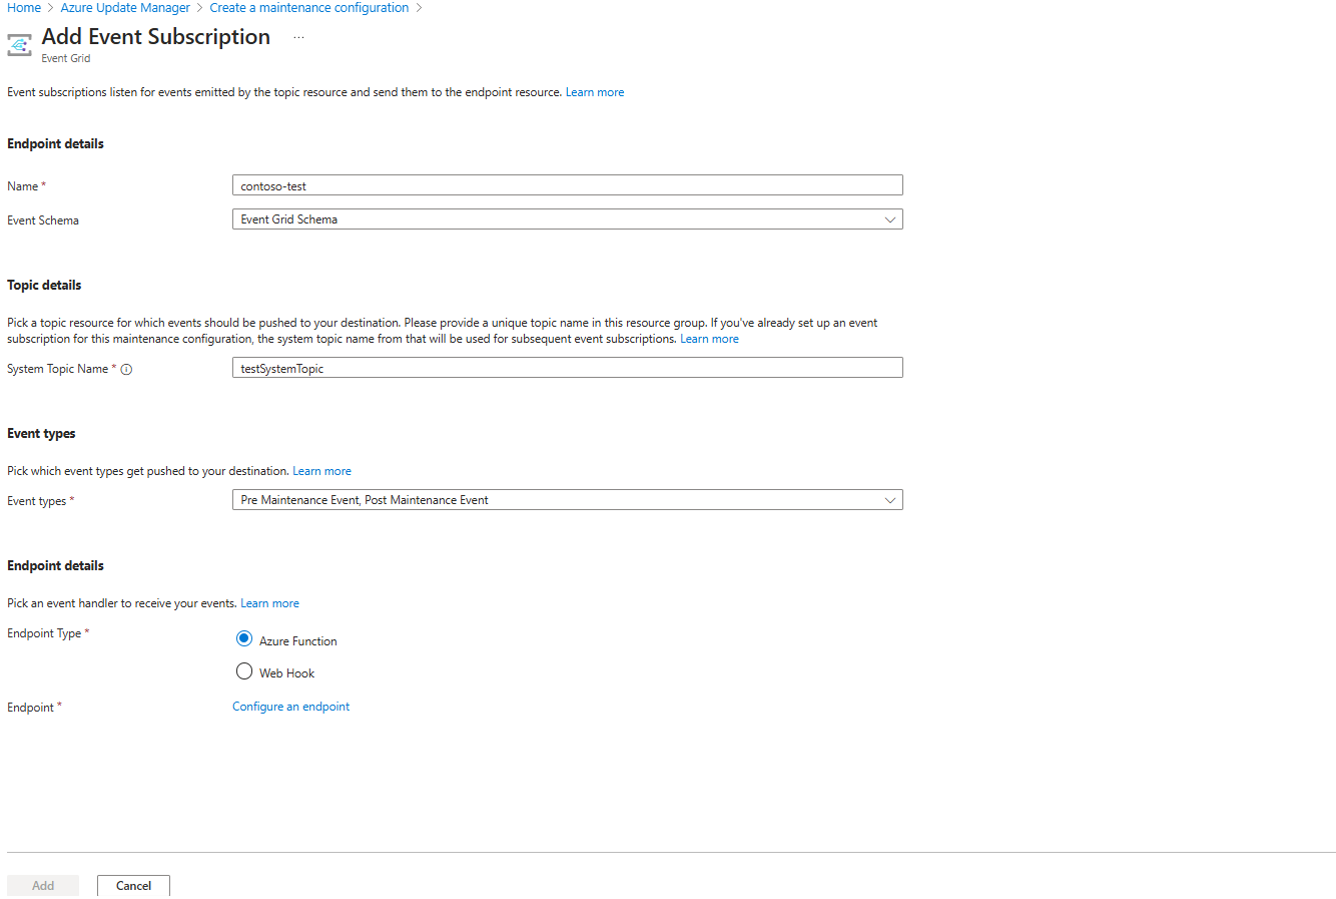 Home > Azure Update Manager > Create a maintenance configuration >
Add Event Subscription ...
Event Grid
Event subscriptions listen for events emitted by the topic resource and send them to the endpoint resource. Learn more
Endpoint details
Name * contoso-test
Event Schema Event Grid Schema
Topic details
Pick a topic resource for which events should be pushed to your destination. Please provide a unique topic name in this resource group. If you've already set up an event
subscription for this maintenance configuration, the system topic name from that will be used for subsequent event subscriptions. Learn more
System Topic Name * testSystemTopic
Event types
Pick which event types get pushed to your destination. Learn more
Event types * Pre Maintenance Event, Post Maintenance Event
Endpoint details
Pick an event handler to receive your events. Learn more
Endpoint Type * Azure Function
Web Hook
Endpoint * Configure an endpoint
Add Cancel